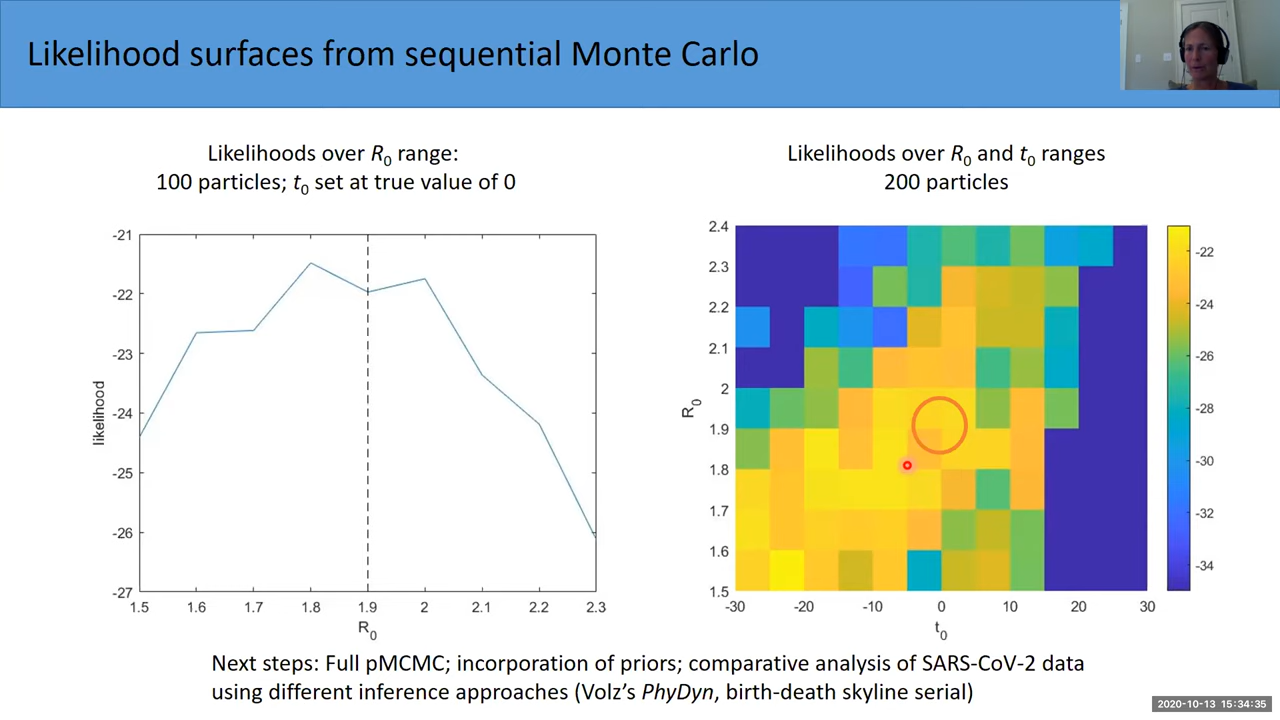 Likelihood surfaces from sequential Monte Carlo
Likelihoods over R0 range:
100 particles; t0 set at true value of 0
-21
-22
-23
-24
-25
-26
-27
likelihood
1.5 1.6 1.7 1.8 1.9 2 2.1 2.2 2.3
R0
Likelihoods over R0 and t0 ranges
200 particles
2.4
2.3
2.2
2.1
2
1.9
1.8
1.7
1.6
1.5
R0
-30 -20 -10 0 10 20 30
t0
-22
-24
-26
-28
-30
-32
-34
Next steps: Full pMCMC; incorporation of priors; comparative analysis of SARS-CoV-2 data
using different inference approaches (Volz’s PhyDyn, birth-death skyline serial)
2020-10-13 15:34:35